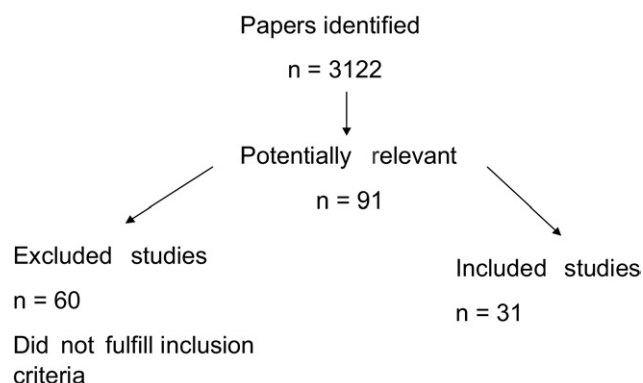 Papers identified
n = 3122
Potentially relevant
n = 91
Excluded studies
n = 60
Did not fulfill inclusion
criteria
Included studies
n = 31